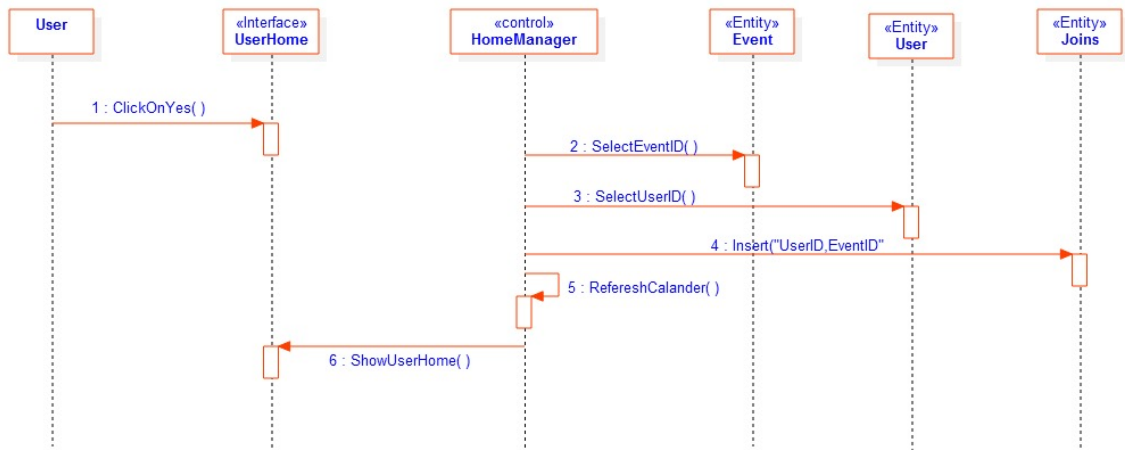 User
«Interface»
UserHome
«control»
HomeManager
«Entity»
Event
«Entity»
User
«Entity»
Joins
1 : ClickOnYes( )
2 : SelectEventID( )
3 : SelectUserID( )
4 : Insert("UserID,EventID"
5 : RefereshCalander( )
6 : ShowUserHome( )